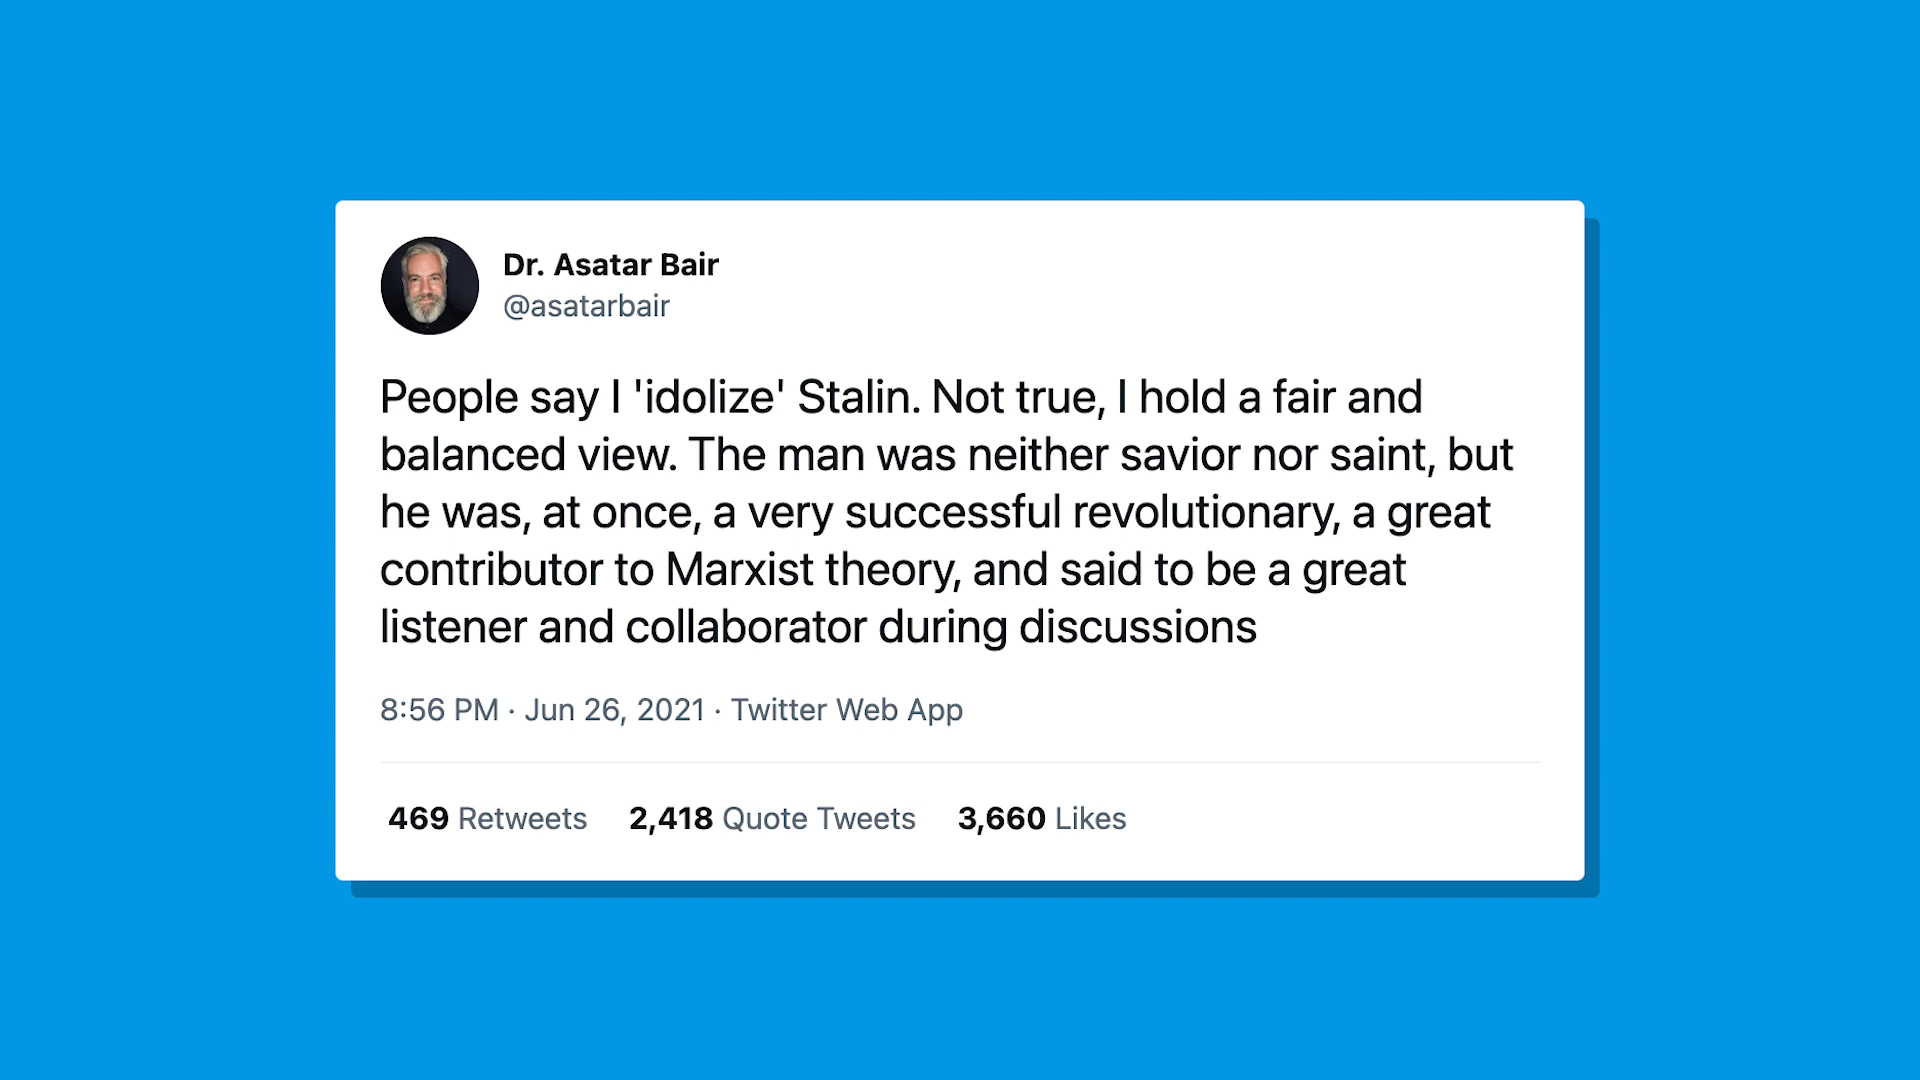 Dr. Asatar Bair
@asatarbair
People say I 'idolize' Stalin. Not true, I hold a fair and
balanced view. The man was neither savior nor saint, but
he was, at once, a very successful revolutionary, a great
contributor to Marxist theory, and said to be a great
listener and collaborator during discussions
8:56 PM · Jun 26, 2021 · Twitter Web App
469 Retweets 2,418 Quote Tweets 3,660 Likes